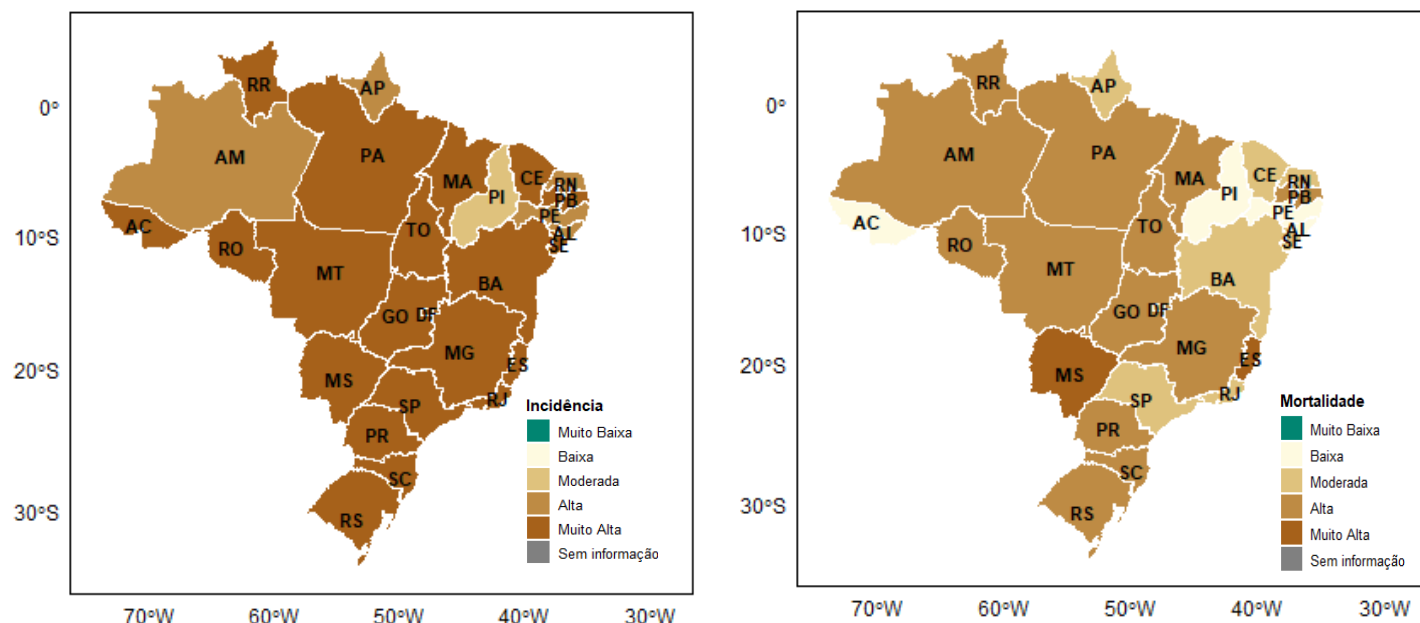 RR
AP
0°
AM
PA
MA
CE
RN
PI
PB
PE
AC
AL
TO
SE
10°S
RO
MT
BA
GO
DF
MG
ES
20°S
MS
SP
RJ
PR
SC
RS
30°S
Incidência
Muito Baixa
Baixa
Moderada
Alta
Muito Alta
Sem informação
70°W
60°W
50°W
40°W
30°W
RR
AP
0°
AM
PA
MA
CE
RN
PI
PB
PE
AC
AL
TO
SE
10°S
RO
MT
BA
GO
DF
MG
ES
20°S
MS
SP
RJ
PR
SC
RS
30°S
Mortalidade
Muito Baixa
Baixa
Moderada
Alta
Muito Alta
Sem informação
70°W
60°W
50°W
40°W
30°W